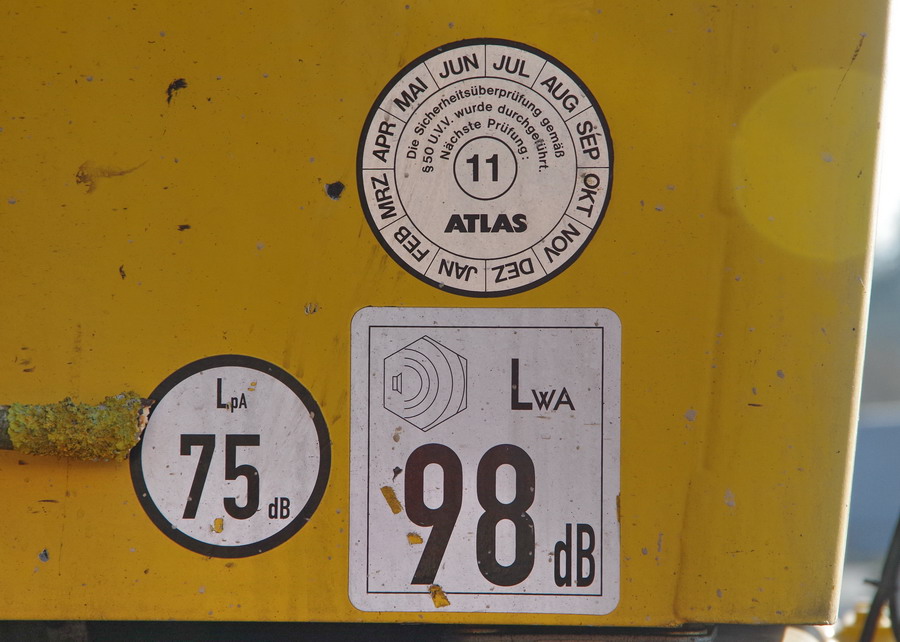 JAN FEB MRZ APR MAI JUN JUL AUG SEP OKT NOV DEZ
Die Sicherheitsüberprüfung gemäß
§50 U.V.V. wurde durchgeführt.
Nächste Prüfung:
11
ATLAS
LpA
75 dB
LWA
98 dB